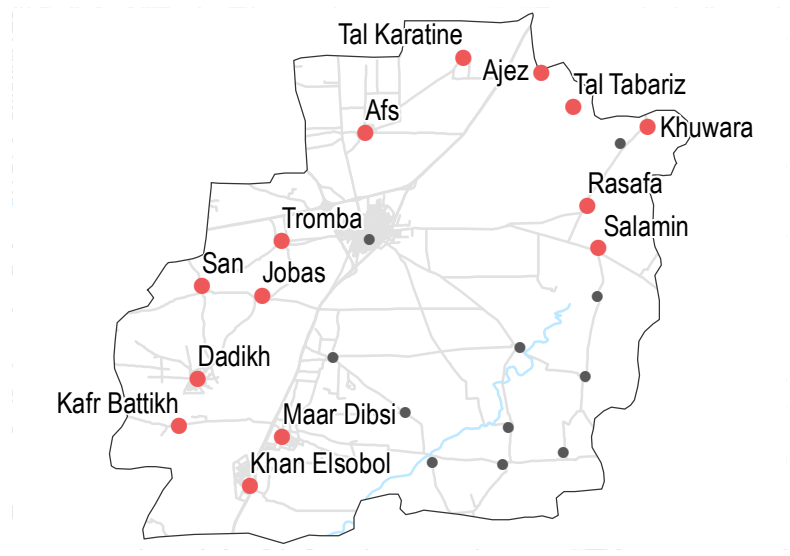 Tal Karatine
Ajez
Tal Tabariz
Afs
Khuwara
Rasafa
Tromba
Salamin
San
Jobas
Dadikh
Kafr Battikh
Maar Dibsi
Khan Elsobol